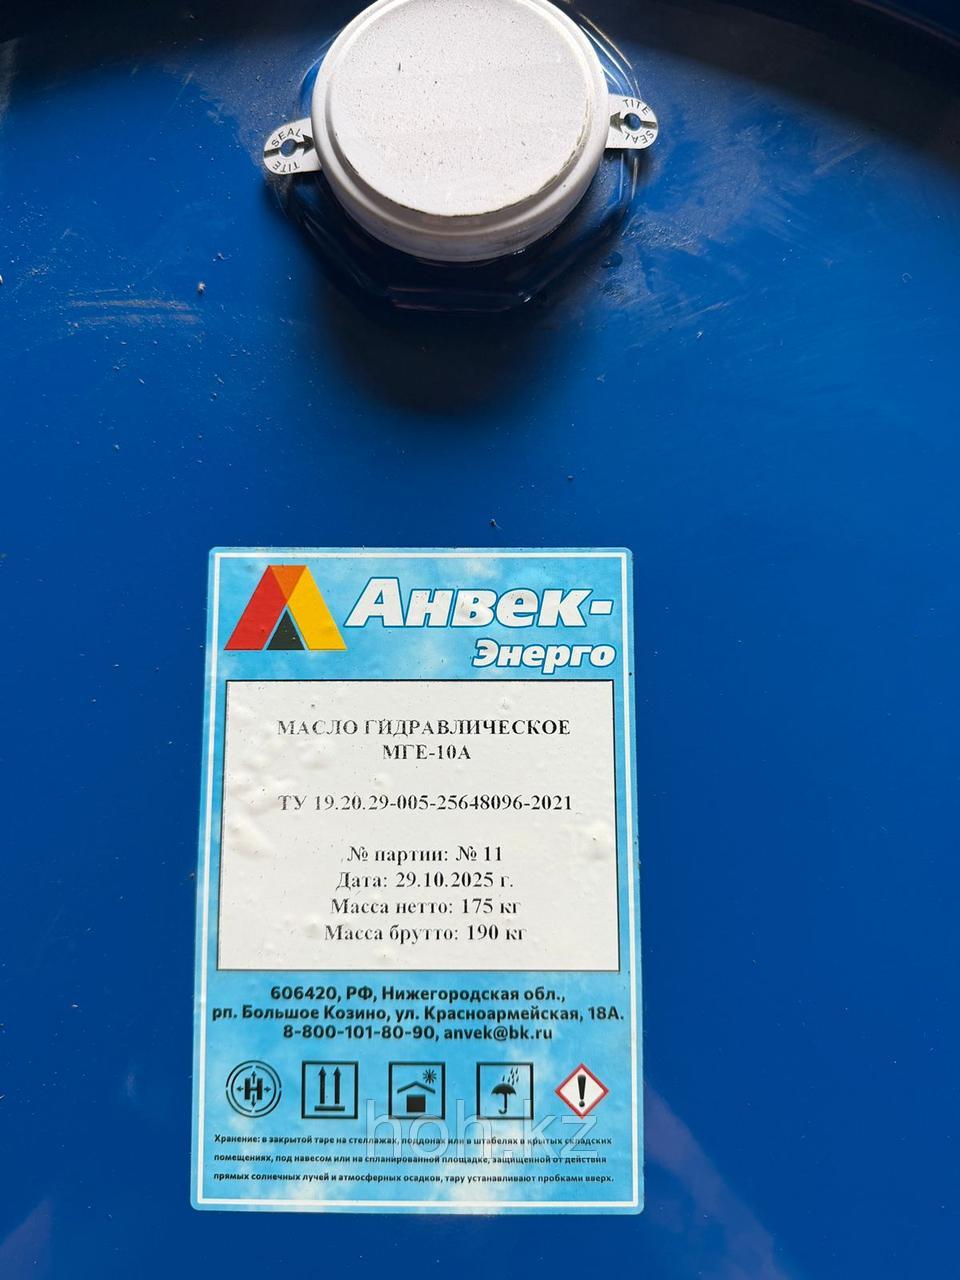 TITE SEAL
TITE SEAL
Анвек-
Энерго
МАСЛО ГИДРАВЛИЧЕСКОЕ
МГЕ-10А
ТУ 19.20.29-005-25648096-2021
№ партии: № 11
Дата: 29.10.2025 г.
Масса нетто: 175 кг
Масса брутто: 190 кг
606420, РФ, Нижегородская обл.,
рп. Большое Козино, ул. Красноармейская, 18А.
8-800-101-80-90, anvek@bk.ru
Н
hoh.kz
Хранение: в закрытой таре на стеллажах, поддонах или в штабелях в крытых складских
помещениях, под навесом или на спланированной площадке, защищенной от действия
прямых солнечных лучей и атмосферных осадков, тару устанавливают пробками вверх.